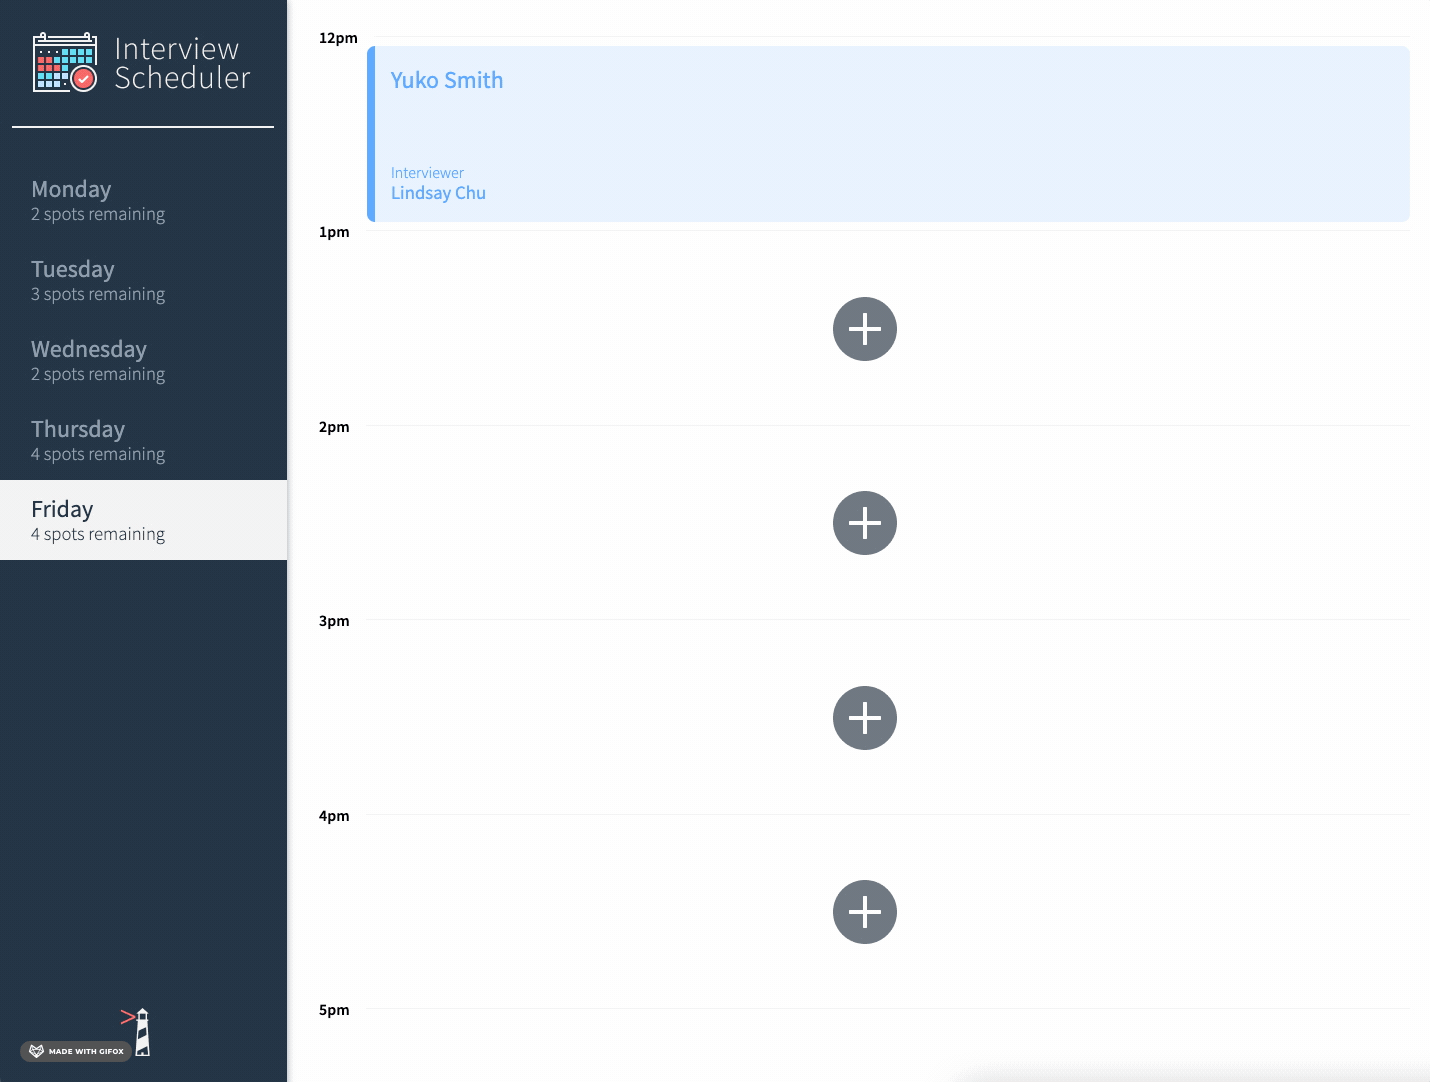 Interview
Scheduler
Monday
2 spots remaining
Tuesday
3 spots remaining
Wednesday
2 spots remaining
Thursday
4 spots remaining
Friday
4 spots remaining
MADE WITH GIFOX
12pm
Yuko Smith
Interviewer
Lindsay Chu
1pm
2pm
3pm
4pm
5pm